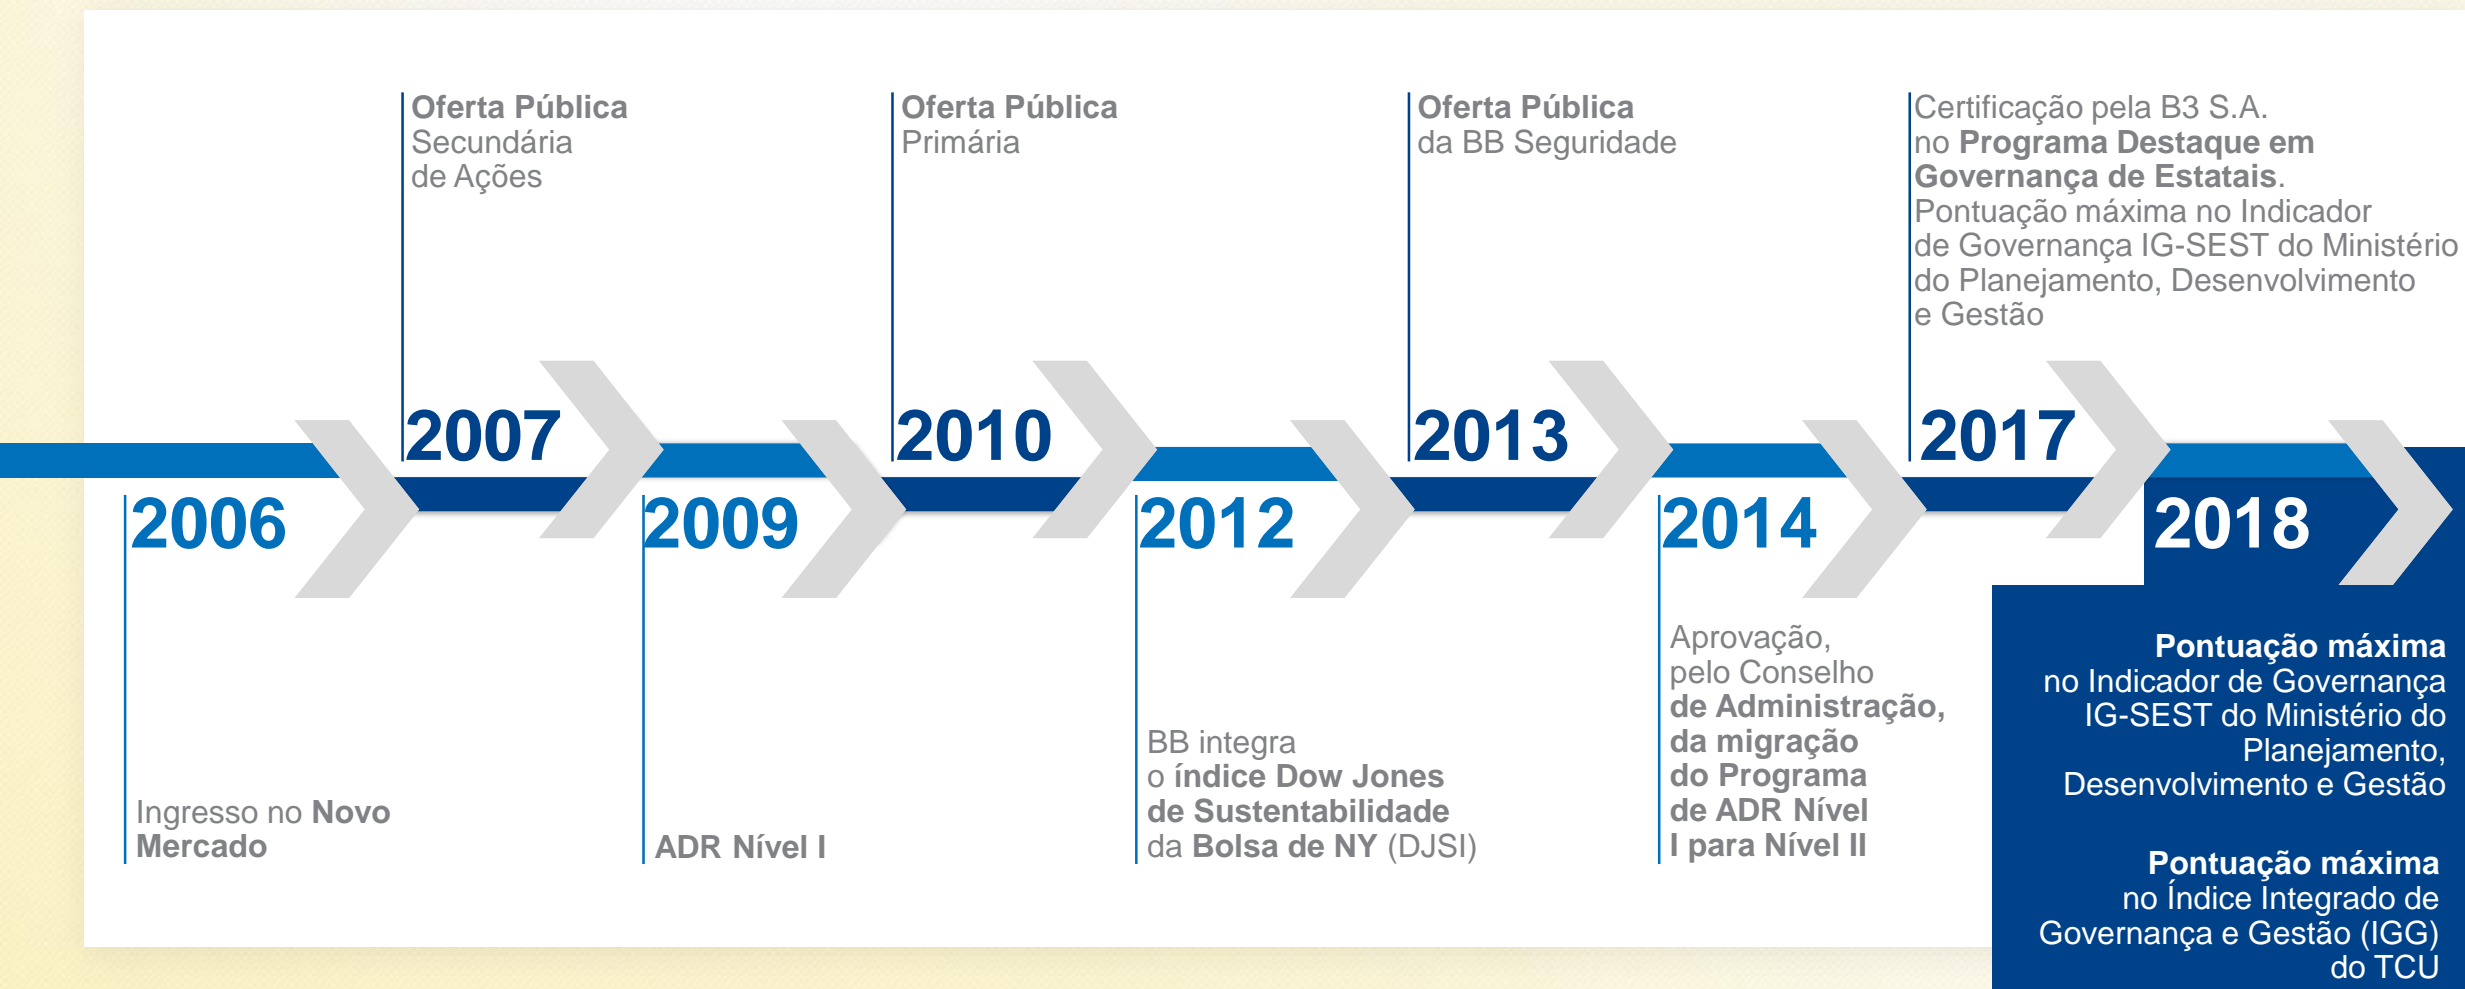 2006
Ingresso no Novo
Mercado
Oferta Pública
Secundária
de Ações
2007
2009
ADR Nível I
Oferta Pública
Primária
2010
2012
BB integra
o índice Dow Jones
de Sustentabilidade
da Bolsa de NY (DJSI)
Oferta Pública
da BB Seguridade
2013
2014
Aprovação,
pelo Conselho
de Administração,
da migração
do Programa
de ADR Nível
I para Nível II
Certificação pela B3 S.A.
no Programa Destaque em
Governança de Estatais.
Pontuação máxima no Indicador
de Governança IG-SEST do Ministério
do Planejamento, Desenvolvimento
e Gestão
2017
2018
Pontuação máxima
no Indicador de Governança
IG-SEST do Ministério do
Planejamento,
Desenvolvimento e Gestão
Pontuação máxima
no Índice Integrado de
Governança e Gestão (IGG)
do TCU